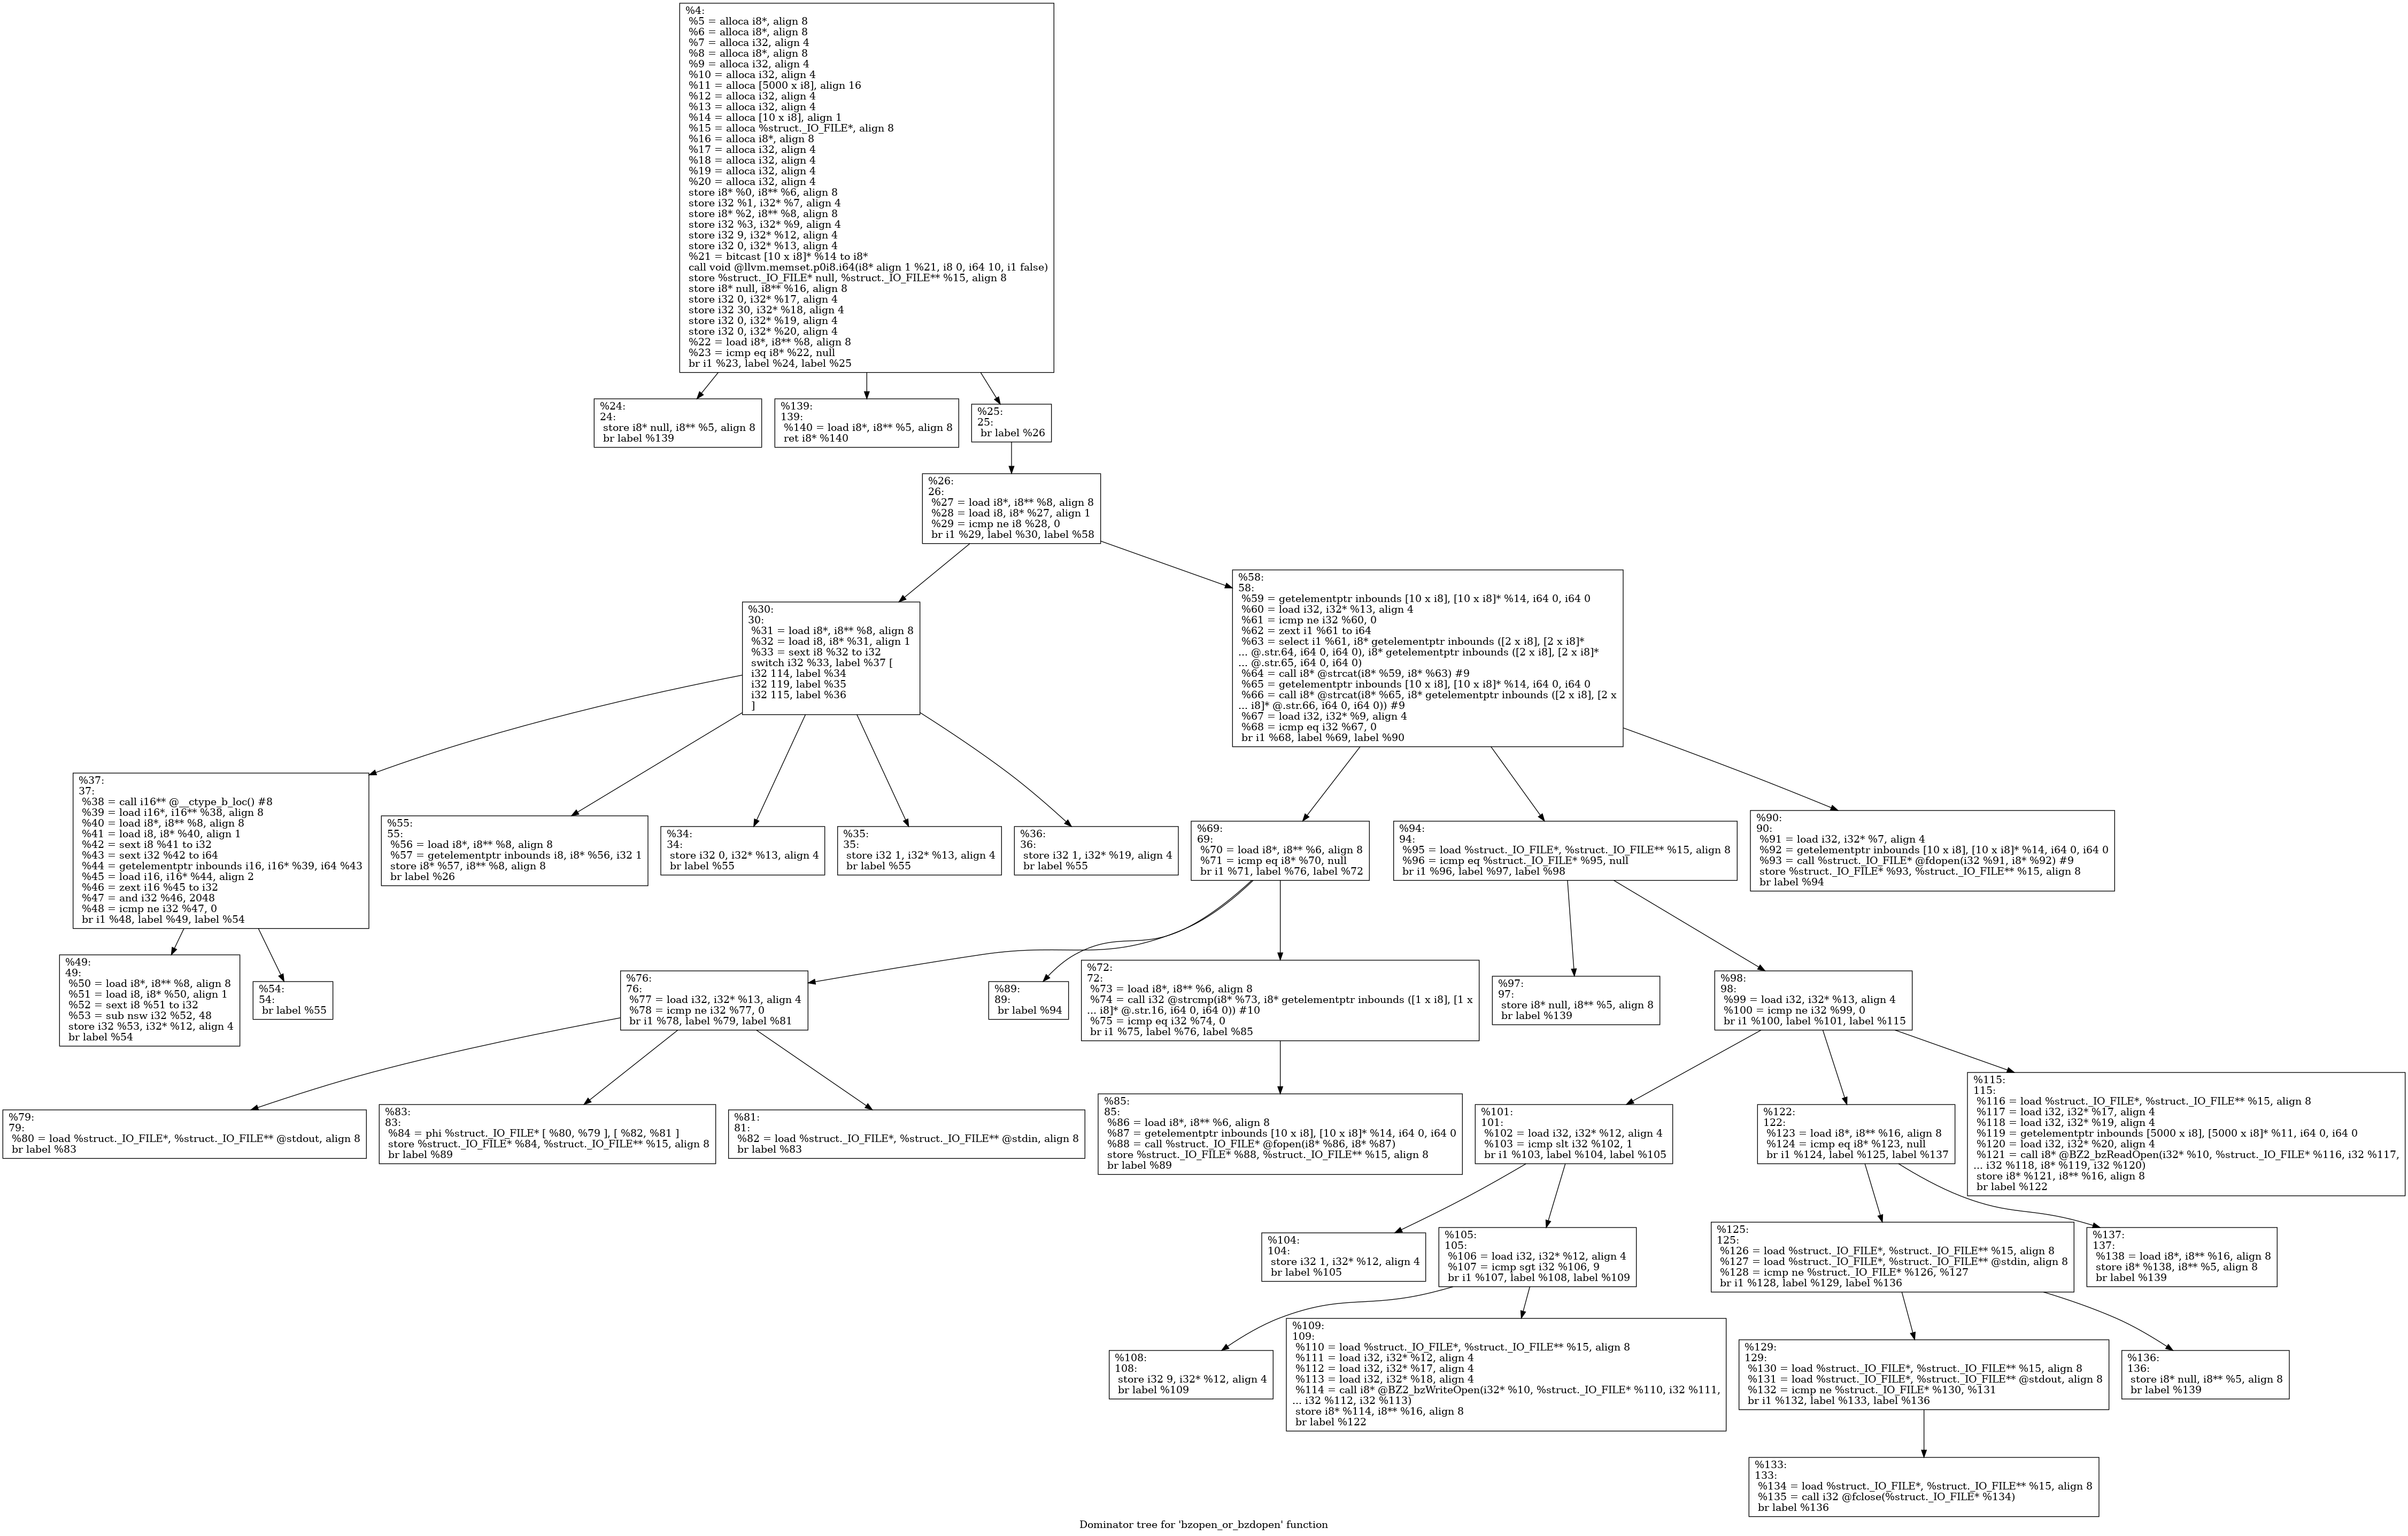 %4:
%5 = alloca i8*, align 8
%6 = alloca i8*, align 8
%7 = alloca i32, align 4
%8 = alloca i8*, align 8
%9 = alloca i32, align 4
%10 = alloca i32, align 4
%11 = alloca [5000 x i8], align 16
%12 = alloca i32, align 4
%13 = alloca i32, align 4
%14 = alloca [10 x i8], align 1
%15 = alloca %struct._IO_FILE*, align 8
%16 = alloca i8*, align 8
%17 = alloca i32, align 4
%18 = alloca i32, align 4
%19 = alloca i32, align 4
%20 = alloca i32, align 4
store i8* %0, i8** %6, align 8
store i32 %1, i32* %7, align 4
store i8* %2, i8** %8, align 8
store i32 %3, i32* %9, align 4
store i32 9, i32* %12, align 4
store i32 0, i32* %13, align 4
%21 = bitcast [10 x i8]* %14 to i8*
call void @llvm.memset.p0i8.i64(i8* align 1 %21, i8 0, i64 10, i1 false)
store %struct._IO_FILE* null, %struct._IO_FILE** %15, align 8
store i8* null, i8** %16, align 8
store i32 0, i32* %17, align 4
store i32 30, i32* %18, align 4
store i32 0, i32* %19, align 4
store i32 0, i32* %20, align 4
%22 = load i8*, i8** %8, align 8
%23 = icmp eq i8* %22, null
br i1 %23, label %24, label %25
%24:
24:
store i8* null, i8** %5, align 8
br label %139
%139:
139:
%140 = load i8*, i8** %5, align 8
ret i8* %140
%25:
25:
br label %26
%26:
26:
%27 = load i8*, i8** %8, align 8
%28 = load i8, i8* %27, align 1
%29 = icmp ne i8 %28, 0
br i1 %29, label %30, label %58
%30:
30:
%31 = load i8*, i8** %8, align 8
%32 = load i8, i8* %31, align 1
%33 = sext i8 %32 to i32
switch i32 %33, label %37 [
i32 114, label %34
i32 119, label %35
i32 115, label %36
]
%58:
58:
%59 = getelementptr inbounds [10 x i8], [10 x i8]* %14, i64 0, i64 0
%60 = load i32, i32* %13, align 4
%61 = icmp ne i32 %60, 0
%62 = zext i1 %61 to i64
%63 = select i1 %61, i8* getelementptr inbounds ([2 x i8], [2 x i8]*
... @.str.64, i64 0, i64 0), i8* getelementptr inbounds ([2 x i8], [2 x i8]*
... @.str.65, i64 0, i64 0)
%64 = call i8* @strcat(i8* %59, i8* %63) #9
%65 = getelementptr inbounds [10 x i8], [10 x i8]* %14, i64 0, i64 0
%66 = call i8* @strcat(i8* %65, i8* getelementptr inbounds ([2 x i8], [2 x
... i8]* @.str.66, i64 0, i64 0)) #9
%67 = load i32, i32* %9, align 4
%68 = icmp eq i32 %67, 0
br i1 %68, label %69, label %90
%37:
37:
%38 = call i16** @__ctype_b_loc() #8
%39 = load i16*, i16** %38, align 8
%40 = load i8*, i8** %8, align 8
%41 = load i8, i8* %40, align 1
%42 = sext i8 %41 to i32
%43 = sext i32 %42 to i64
%44 = getelementptr inbounds i16, i16* %39, i64 %43
%45 = load i16, i16* %44, align 2
%46 = zext i16 %45 to i32
%47 = and i32 %46, 2048
%48 = icmp ne i32 %47, 0
br i1 %48, label %49, label %54
%55:
55:
%56 = load i8*, i8** %8, align 8
%57 = getelementptr inbounds i8, i8* %56, i32 1
store i8* %57, i8** %8, align 8
br label %26
%34:
34:
store i32 0, i32* %13, align 4
br label %55
%35:
35:
store i32 1, i32* %13, align 4
br label %55
%36:
36:
store i32 1, i32* %19, align 4
br label %55
%69:
69:
%70 = load i8*, i8** %6, align 8
%71 = icmp eq i8* %70, null
br i1 %71, label %76, label %72
%94:
94:
%95 = load %struct._IO_FILE*, %struct._IO_FILE** %15, align 8
%96 = icmp eq %struct._IO_FILE* %95, null
br i1 %96, label %97, label %98
%90:
90:
%91 = load i32, i32* %7, align 4
%92 = getelementptr inbounds [10 x i8], [10 x i8]* %14, i64 0, i64 0
%93 = call %struct._IO_FILE* @fdopen(i32 %91, i8* %92) #9
store %struct._IO_FILE* %93, %struct._IO_FILE** %15, align 8
br label %94
%49:
49:
%50 = load i8*, i8** %8, align 8
%51 = load i8, i8* %50, align 1
%52 = sext i8 %51 to i32
%53 = sub nsw i32 %52, 48
store i32 %53, i32* %12, align 4
br label %54
%54:
54:
br label %55
%76:
76:
%77 = load i32, i32* %13, align 4
%78 = icmp ne i32 %77, 0
br i1 %78, label %79, label %81
%89:
89:
br label %94
%72:
72:
%73 = load i8*, i8** %6, align 8
%74 = call i32 @strcmp(i8* %73, i8* getelementptr inbounds ([1 x i8], [1 x
... i8]* @.str.16, i64 0, i64 0)) #10
%75 = icmp eq i32 %74, 0
br i1 %75, label %76, label %85
%97:
97:
store i8* null, i8** %5, align 8
br label %139
%98:
98:
%99 = load i32, i32* %13, align 4
%100 = icmp ne i32 %99, 0
br i1 %100, label %101, label %115
%79:
79:
%80 = load %struct._IO_FILE*, %struct._IO_FILE** @stdout, align 8
br label %83
%83:
83:
%84 = phi %struct._IO_FILE* [ %80, %79 ], [ %82, %81 ]
store %struct._IO_FILE* %84, %struct._IO_FILE** %15, align 8
br label %89
%81:
81:
%82 = load %struct._IO_FILE*, %struct._IO_FILE** @stdin, align 8
br label %83
%85:
85:
%86 = load i8*, i8** %6, align 8
%87 = getelementptr inbounds [10 x i8], [10 x i8]* %14, i64 0, i64 0
%88 = call %struct._IO_FILE* @fopen(i8* %86, i8* %87)
store %struct._IO_FILE* %88, %struct._IO_FILE** %15, align 8
br label %89
%101:
101:
%102 = load i32, i32* %12, align 4
%103 = icmp slt i32 %102, 1
br i1 %103, label %104, label %105
%122:
122:
%123 = load i8*, i8** %16, align 8
%124 = icmp eq i8* %123, null
br i1 %124, label %125, label %137
%115:
115:
%116 = load %struct._IO_FILE*, %struct._IO_FILE** %15, align 8
%117 = load i32, i32* %17, align 4
%118 = load i32, i32* %19, align 4
%119 = getelementptr inbounds [5000 x i8], [5000 x i8]* %11, i64 0, i64 0
%120 = load i32, i32* %20, align 4
%121 = call i8* @BZ2_bzReadOpen(i32* %10, %struct._IO_FILE* %116, i32 %117,
... i32 %118, i8* %119, i32 %120)
store i8* %121, i8** %16, align 8
br label %122
%104:
104:
store i32 1, i32* %12, align 4
br label %105
%105:
105:
%106 = load i32, i32* %12, align 4
%107 = icmp sgt i32 %106, 9
br i1 %107, label %108, label %109
%125:
125:
%126 = load %struct._IO_FILE*, %struct._IO_FILE** %15, align 8
%127 = load %struct._IO_FILE*, %struct._IO_FILE** @stdin, align 8
%128 = icmp ne %struct._IO_FILE* %126, %127
br i1 %128, label %129, label %136
%137:
137:
%138 = load i8*, i8** %16, align 8
store i8* %138, i8** %5, align 8
br label %139
%108:
108:
store i32 9, i32* %12, align 4
br label %109
%109:
109:
%110 = load %struct._IO_FILE*, %struct._IO_FILE** %15, align 8
%111 = load i32, i32* %12, align 4
%112 = load i32, i32* %17, align 4
%113 = load i32, i32* %18, align 4
%114 = call i8* @BZ2_bzWriteOpen(i32* %10, %struct._IO_FILE* %110, i32 %111,
... i32 %112, i32 %113)
store i8* %114, i8** %16, align 8
br label %122
%129:
129:
%130 = load %struct._IO_FILE*, %struct._IO_FILE** %15, align 8
%131 = load %struct._IO_FILE*, %struct._IO_FILE** @stdout, align 8
%132 = icmp ne %struct._IO_FILE* %130, %131
br i1 %132, label %133, label %136
%136:
136:
store i8* null, i8** %5, align 8
br label %139
%133:
133:
%134 = load %struct._IO_FILE*, %struct._IO_FILE** %15, align 8
%135 = call i32 @fclose(%struct._IO_FILE* %134)
br label %136
Dominator tree for 'bzopen_or_bzdopen' function